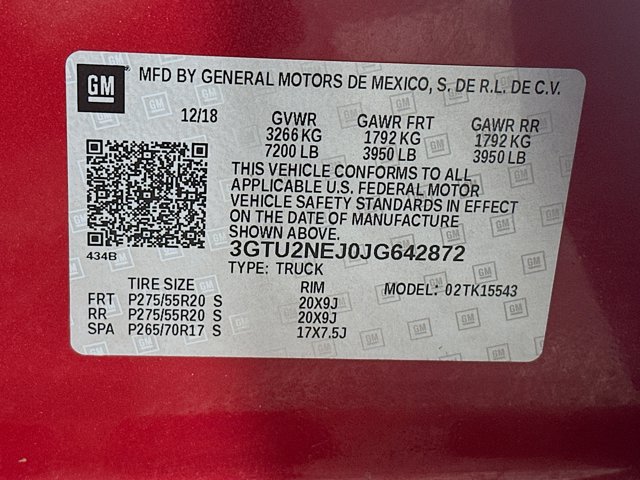 GM MFD BY GENERAL MOTORS DE MEXICO, S. DE R.L. DE C.V.
12/18 GVWR GAWR FRT GAWR RR
3266 KG 1792 KG 1792 KG
7200 LB 3950 LB 3950 LB
THIS VEHICLE CONFORMS TO ALL
APPLICABLE U.S. FEDERAL MOTOR
VEHICLE SAFETY STANDARDS IN EFFECT
ON THE DATE OF MANUFACTURE
SHOWN ABOVE.
434B 3GTU2NEJ0JG642872
TYPE: TRUCK
TIRE SIZE RIM MODEL: 02TK15543
FRT P275/55R20 S 20X9J
RR P275/55R20 S 20X9J
SPA P265/70R17 S 17X7.5J